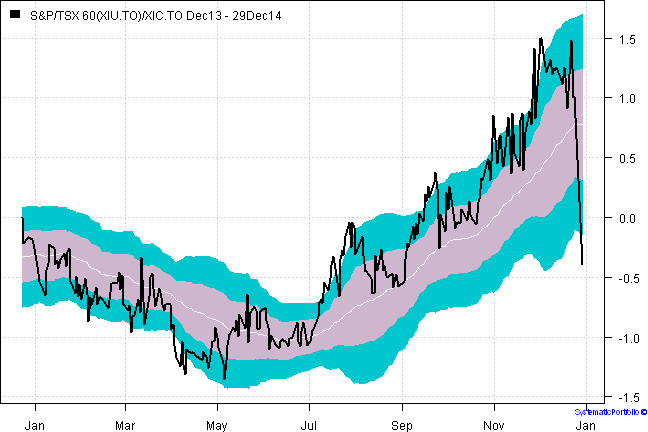 S&P/TSX 60(XIU.TO)/XIC.TO Dec13 - 29Dec14
1.5
1.0
0.5
0.0
-0.5
-1.0
-1.5
Jan Mar May Jul Sep Nov Jan
SystematicPortfolio ©